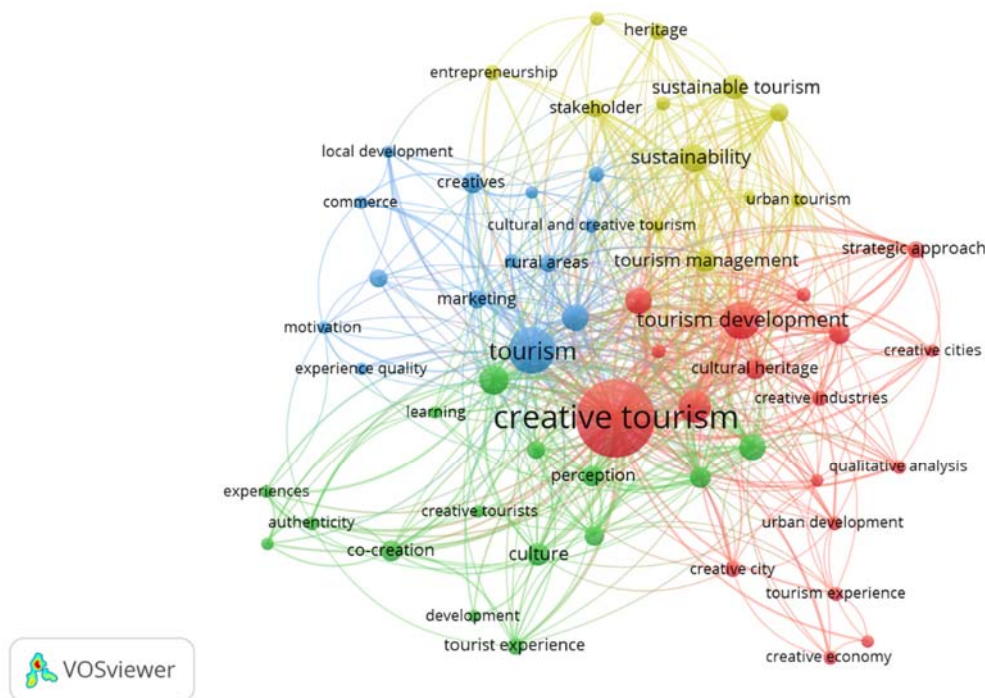 heritage
entrepreneurship
sustainable tourism
stakeholder
local development
sustainability
creatives
commerce
urban tourism
cultural and creative tourism
strategic approach
rural areas
tourism management
marketing
tourism development
motivation
tourism
creative cities
experience quality
cultural heritage
creative industries
learning
creative tourism
perception
qualitative analysis
experiences
creative tourists
authenticity
urban development
co-creation
culture
creative city
tourism experience
development
tourist experience
creative economy
VOSviewer